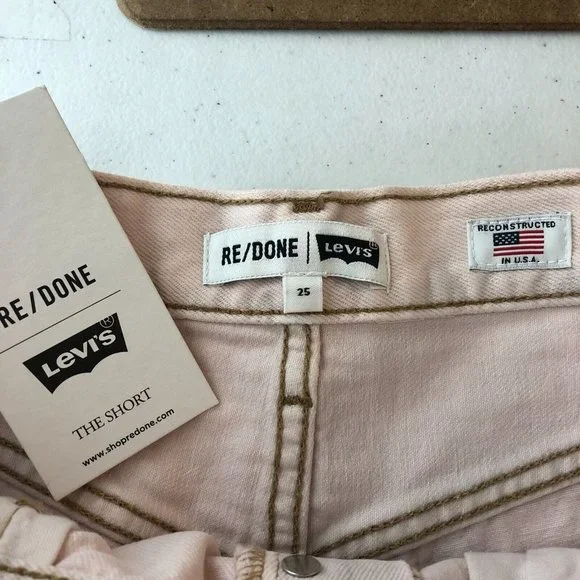 RE/DONE
Levi's®
THE SHORT
www.shopredone.com
RE/DONE | Levi's®
25
RECONSTRUCTED
IN U.S.A.